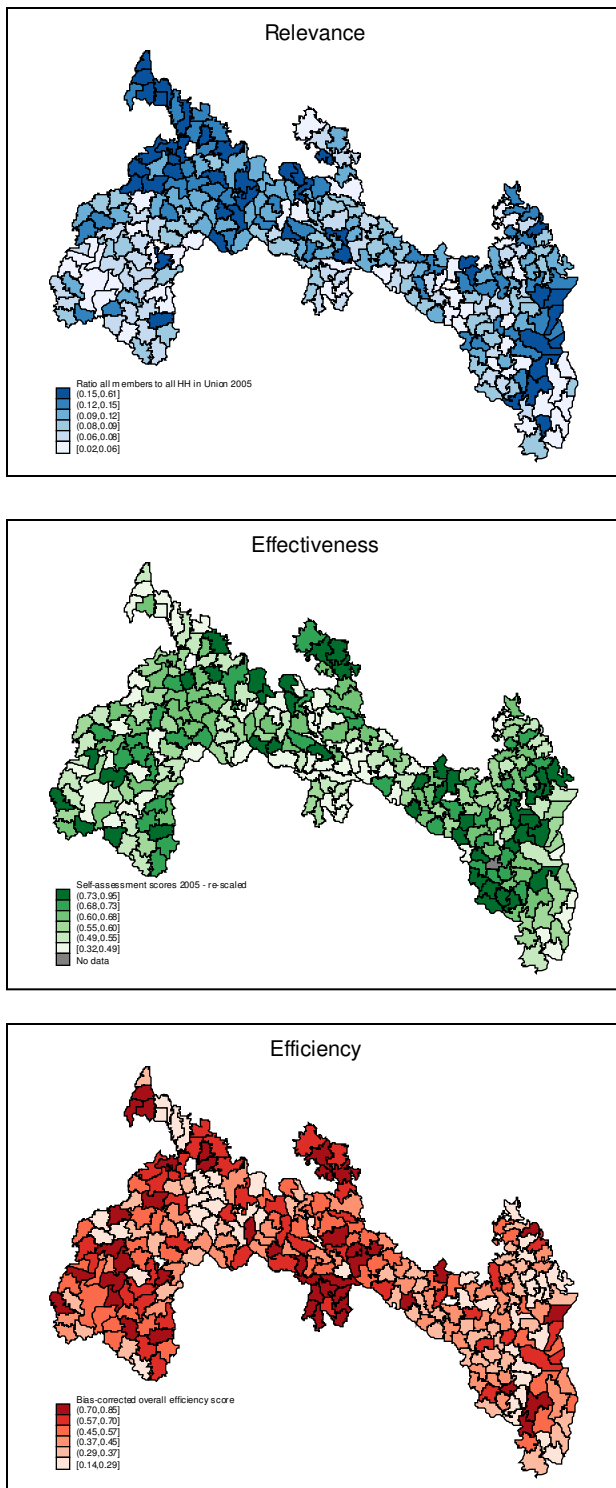 Relevance
Ratio all members to all HH in Union 2005
(0.15,0.61]
(0.12,0.15]
(0.09,0.12]
(0.08,0.09]
(0.06,0.08]
[0.02,0.06]
Effectiveness
Self-assessment scores 2005 - re-scaled
(0.73,0.95]
(0.68,0.73]
(0.60,0.68]
(0.55,0.60]
(0.49,0.55]
[0.32,0.49]
No data
Efficiency
Bias-corrected overall efficiency score
(0.70,0.85]
(0.57,0.70]
(0.45,0.57]
(0.37,0.45]
(0.29,0.37]
[0.14,0.29]